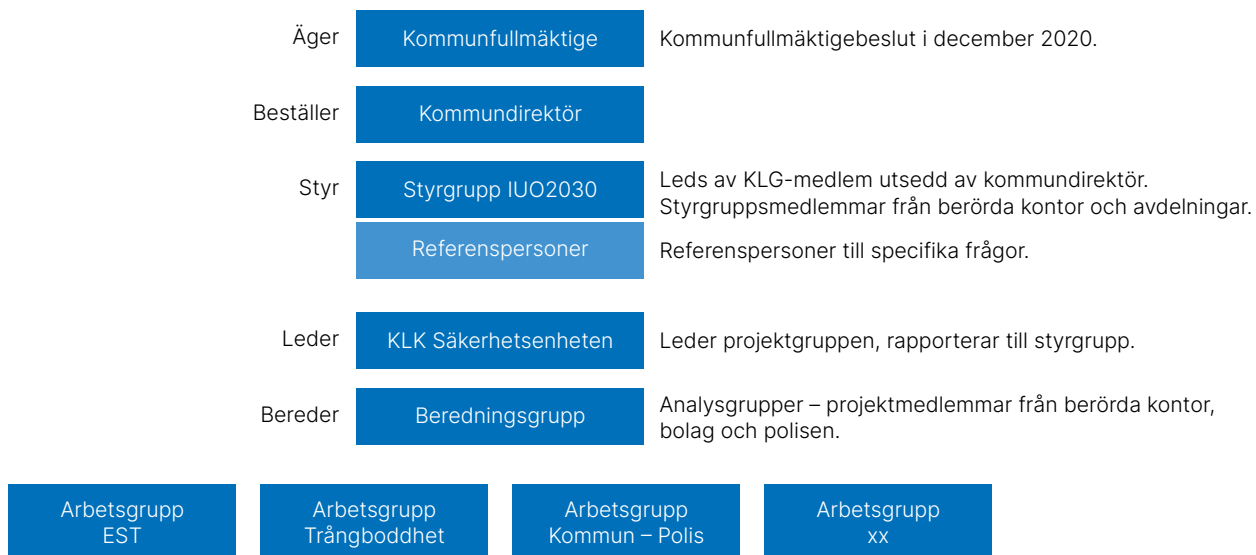 Äger
Kommunfullmäktige
Kommunfullmäktigebeslut i december 2020.
Beställer
Kommundirektör
Styr
Styrgrupp IUO2030
Leds av KLG-medlem utsedd av kommundirektör.
Styrgruppsmedlemmar från berörda kontor och avdelningar.
Referenspersoner
Referenspersoner till specifika frågor.
Leder
KLK Säkerhetsenheten
Leder projektgruppen, rapporterar till styrgrupp.
Bereder
Beredningsgrupp
Analysgrupper – projektmedlemmar från berörda kontor,
bolag och polisen.
Arbetsgrupp
EST
Arbetsgrupp
Trångboddhet
Arbetsgrupp
Kommun – Polis
Arbetsgrupp
xx